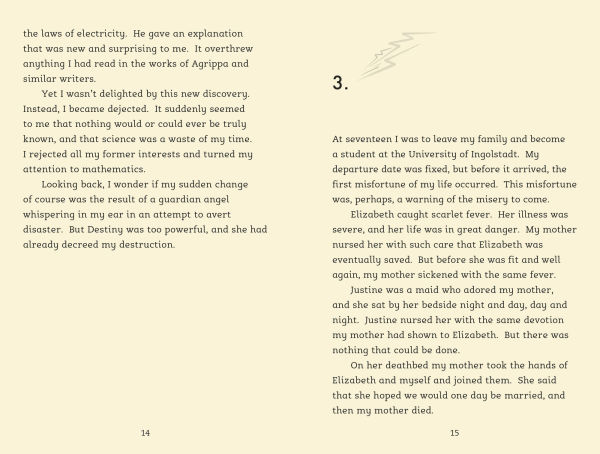 the laws of electricity.  He gave an explanation
that was new and surprising to me.  It overthrew
anything I had read in the works of Agrippa and
similar writers.
Yet I wasn't delighted by this new discovery.
Instead, I became dejected.  It suddenly seemed
to me that nothing would or could ever be truly
known, and that science was a waste of my time.
I rejected all my former interests and turned my
attention to mathematics.
Looking back, I wonder if my sudden change
of course was the result of a guardian angel
whispering in my ear in an attempt to avert
disaster.  But Destiny was too powerful, and she had
already decreed my destruction.
14
3.
At seventeen I was to leave my family and become
a student at the University of Ingolstadt.  My
departure date was fixed, but before it arrived, the
first misfortune of my life occurred.  This misfortune
was, perhaps, a warning of the misery to come.
Elizabeth caught scarlet fever.  Her illness was
severe, and her life was in great danger.  My mother
nursed her with such care that Elizabeth was
eventually saved.  But before she was fit and well
again, my mother sickened with the same fever.
Justine was a maid who adored my mother,
and she sat by her bedside night and day, day and
night.  Justine nursed her with the same devotion
my mother had shown to Elizabeth.  But there was
nothing that could be done.
On her deathbed my mother took the hands of
Elizabeth and myself and joined them.  She said
that she hoped we would one day be married, and
then my mother died.
15